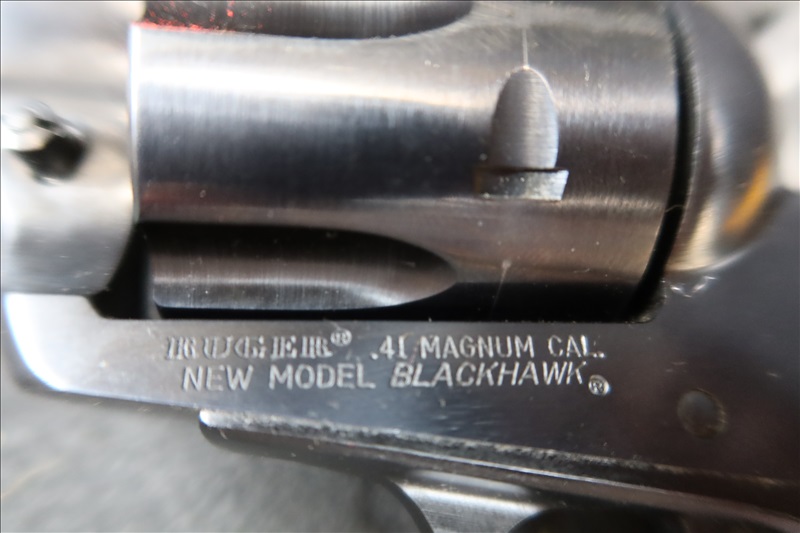 RUGER® .41 MAGNUM CAL.
NEW MODEL BLACKHAWK®